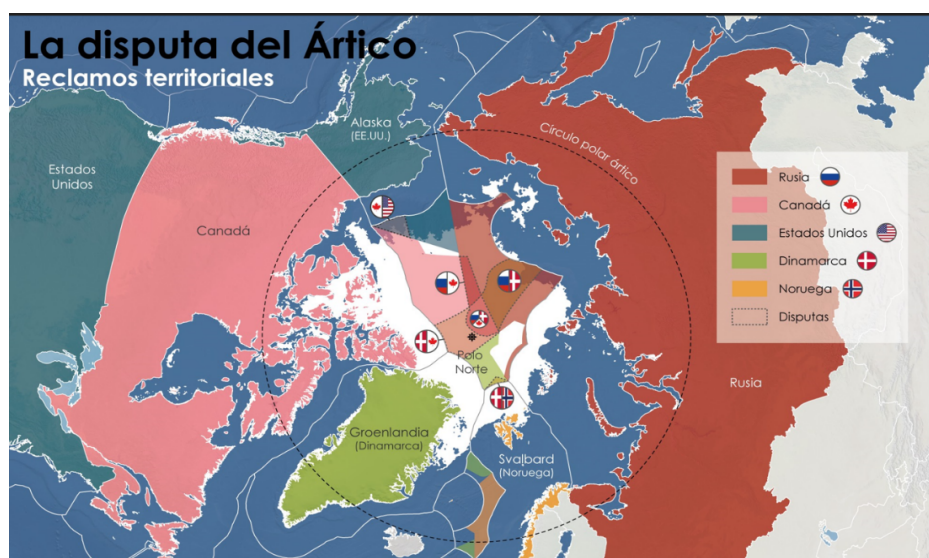 La disputa del Ártico
Reclamos territoriales
Alaska
(EE.UU.)
Círculo polar ártico
Estados
Unidos
Canadá
Rusia
Canadá
Estados Unidos
Dinamarca
Noruega
Disputas
Polo
Norte
Rusia
Groenlandia
(Dinamarca)
Svalbard
(Noruega)